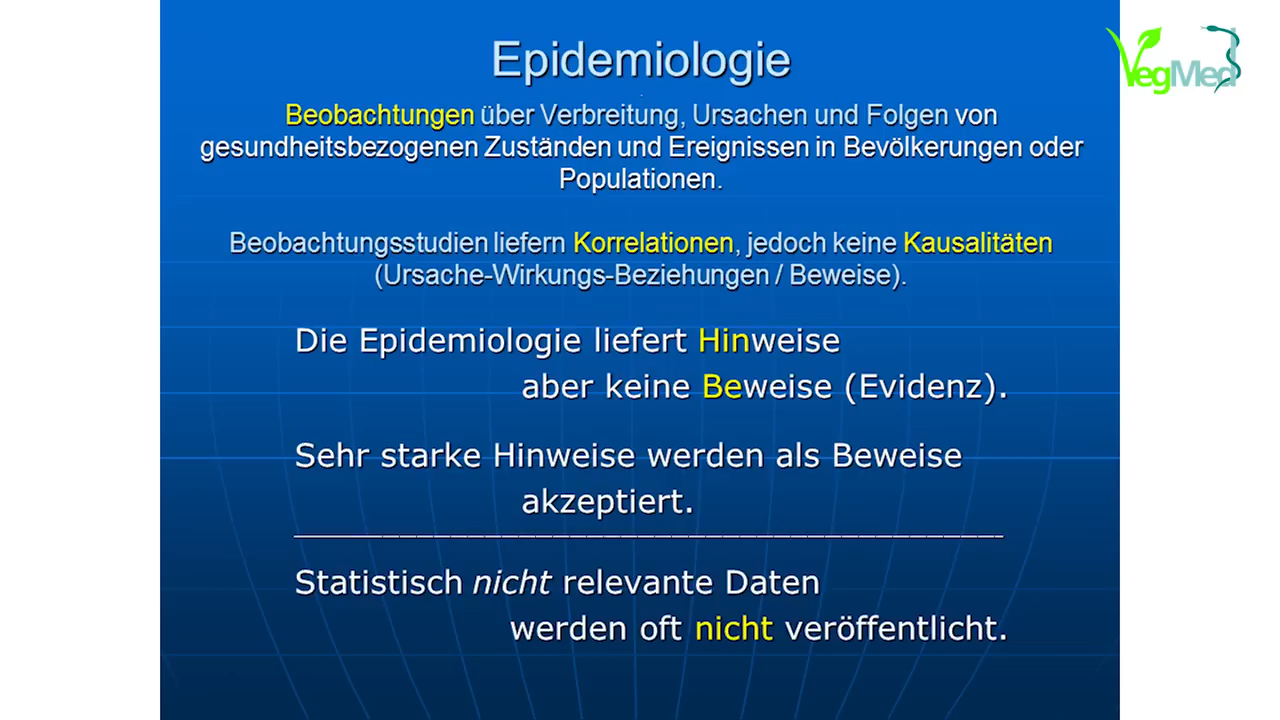 Epidemiologie
VegMed
Beobachtungen über Verbreitung, Ursachen und Folgen von
gesundheitsbezogenen Zuständen und Ereignissen in Bevölkerungen oder
Populationen.
Beobachtungsstudien liefern Korrelationen, jedoch keine Kausalitäten
(Ursache-Wirkungs-Beziehungen / Beweise).
Die Epidemiologie liefert Hinweise
aber keine Beweise (Evidenz).
Sehr starke Hinweise werden als Beweise
akzeptiert.
Statistisch nicht relevante Daten
werden oft nicht veröffentlicht.